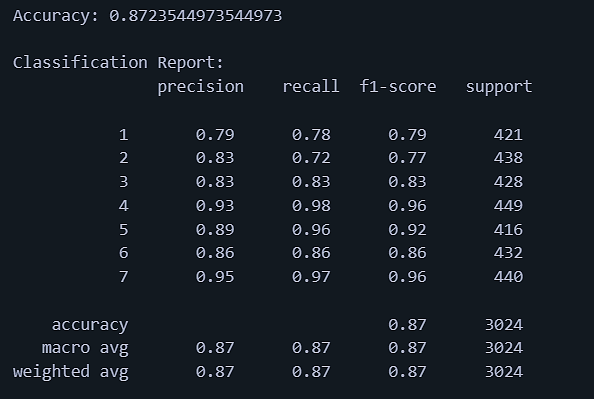 Accuracy: 0.8723544973544973
Classification Report:
precision recall f1-score support
1 0.79 0.78 0.79 421
2 0.83 0.72 0.77 438
3 0.83 0.83 0.83 428
4 0.93 0.98 0.96 449
5 0.89 0.96 0.92 416
6 0.86 0.86 0.86 432
7 0.95 0.97 0.96 440
accuracy 0.87 3024
macro avg 0.87 0.87 0.87 3024
weighted avg 0.87 0.87 0.87 3024